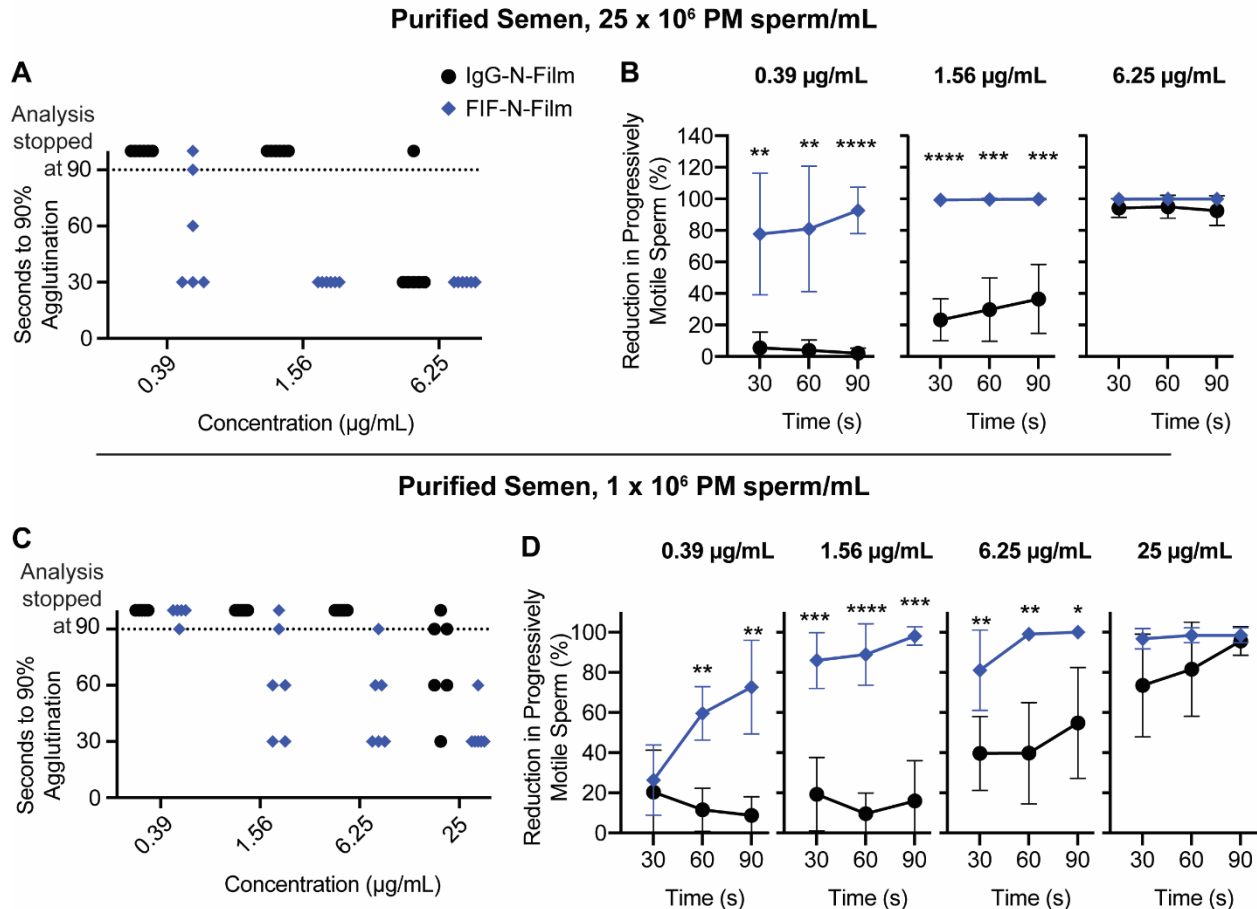 Purified Semen, 25 x 10⁶ PM sperm/mL
A
IgG-N-Film
FIF-N-Film
Analysis
stopped
at 90
60
30
0
Seconds to 90%
Agglutination
0.39
1.56
6.25
Concentration (µg/mL)
B
0.39 µg/mL
1.56 µg/mL
6.25 µg/mL
Reduction in Progressively
Motile Sperm (%)
140
120
100
80
60
40
20
0
** ** ****
**** *** ***
30 60 90
30 60 90
30 60 90
Time (s)
Time (s)
Time (s)
Purified Semen, 1 x 10⁶ PM sperm/mL
C
Analysis
stopped
at 90
60
30
0
Seconds to 90%
Agglutination
0.39
1.56
6.25
25
Concentration (µg/mL)
D
0.39 µg/mL
1.56 µg/mL
6.25 µg/mL
25 µg/mL
Reduction in Progressively
Motile Sperm (%)
100
80
60
40
20
0
** **
*** **** ***
** ** *
30 60 90
30 60 90
30 60 90
30 60 90
Time (s)
Time (s)
Time (s)
Time (s)